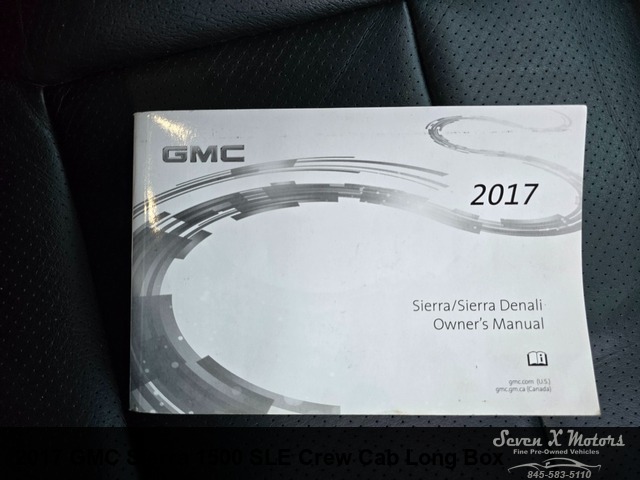 GMC
2017
Sierra/Sierra Denali
Owner's Manual
gmc.com (U.S.)
gmc.gm.ca (Canada)
GMC SLE Crew Cab Long Box
Seven X Motors
Fine Pre-Owned Vehicles
845-583-5110